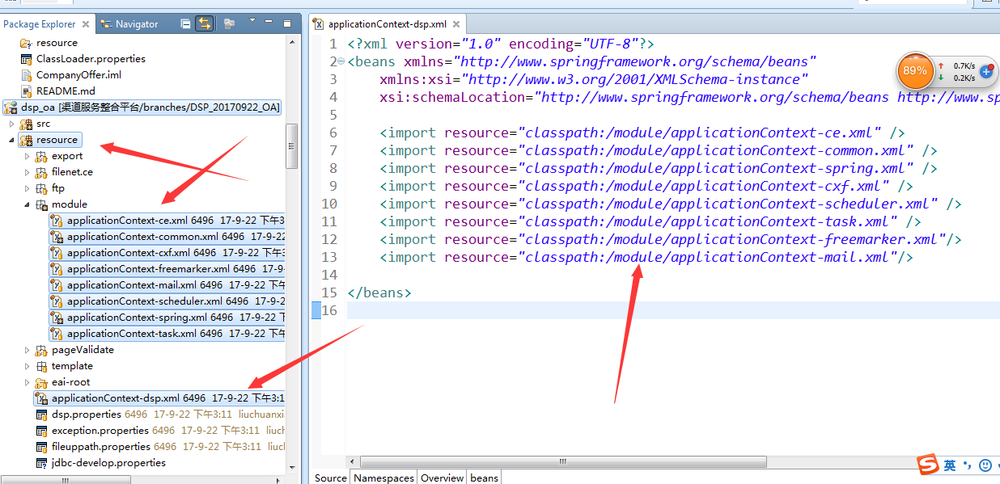 Package Explorer
Navigator
resource
ClassLoader.properties
CompanyOffer.iml
README.md
dsp_oa [渠道服务整合平台/branches/DSP_20170922_OA]
src
resource
export
filenet.ce
ftp
module
applicationContext-ce.xml 6496 17-9-22 下午3
applicationContext-common.xml 6496 17-9-22
applicationContext-cxf.xml 6496 17-9-22 下午3:
applicationContext-freemarker.xml 6496 17-9-
applicationContext-mail.xml 6496 17-9-22 下午
applicationContext-scheduler.xml 6496 17-9-2
applicationContext-spring.xml 6496 17-9-22 下
applicationContext-task.xml 6496 17-9-22 下午
pageValidate
template
eai-root
applicationContext-dsp.xml 6496 17-9-22 下午3:1
dsp.properties 6496 17-9-22 下午3:11 liuchuanxi
exception.properties 6496 17-9-22 下午3:11 liuch
fileuppath.properties 6496 17-9-22 下午3:11 liucl
jdbc-develop.properties
applicationContext-dsp.xml
1 <?xml version="1.0" encoding="UTF-8"?>
2 <beans xmlns="http://www.springframework.org/schema/beans"
3 xmlns:xsi="http://www.w3.org/2001/XMLSchema-instance"
4 xsi:schemaLocation="http://www.springframework.org/schema/beans http://www.sp
5
6 <import resource="classpath:/module/applicationContext-ce.xml" />
7 <import resource="classpath:/module/applicationContext-common.xml" />
8 <import resource="classpath:/module/applicationContext-spring.xml" />
9 <import resource="classpath:/module/applicationContext-cxf.xml" />
10 <import resource="classpath:/module/applicationContext-scheduler.xml" />
11 <import resource="classpath:/module/applicationContext-task.xml" />
12 <import resource="classpath:/module/applicationContext-freemarker.xml"/>
13 <import resource="classpath:/module/applicationContext-mail.xml"/>
14
15 </beans>
16
89%
0.7K/s
0.2K/s
Source Namespaces Overview beans
S 英